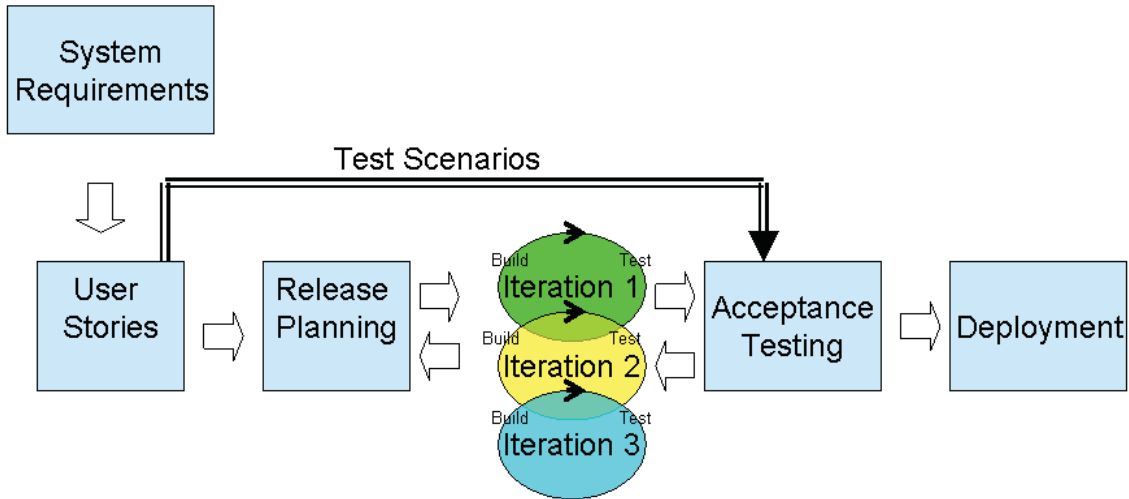 System
Requirements
Test Scenarios
User
Stories
Release
Planning
Build
Test
Iteration 1
Build
Test
Iteration 2
Build
Test
Iteration 3
Acceptance
Testing
Deployment